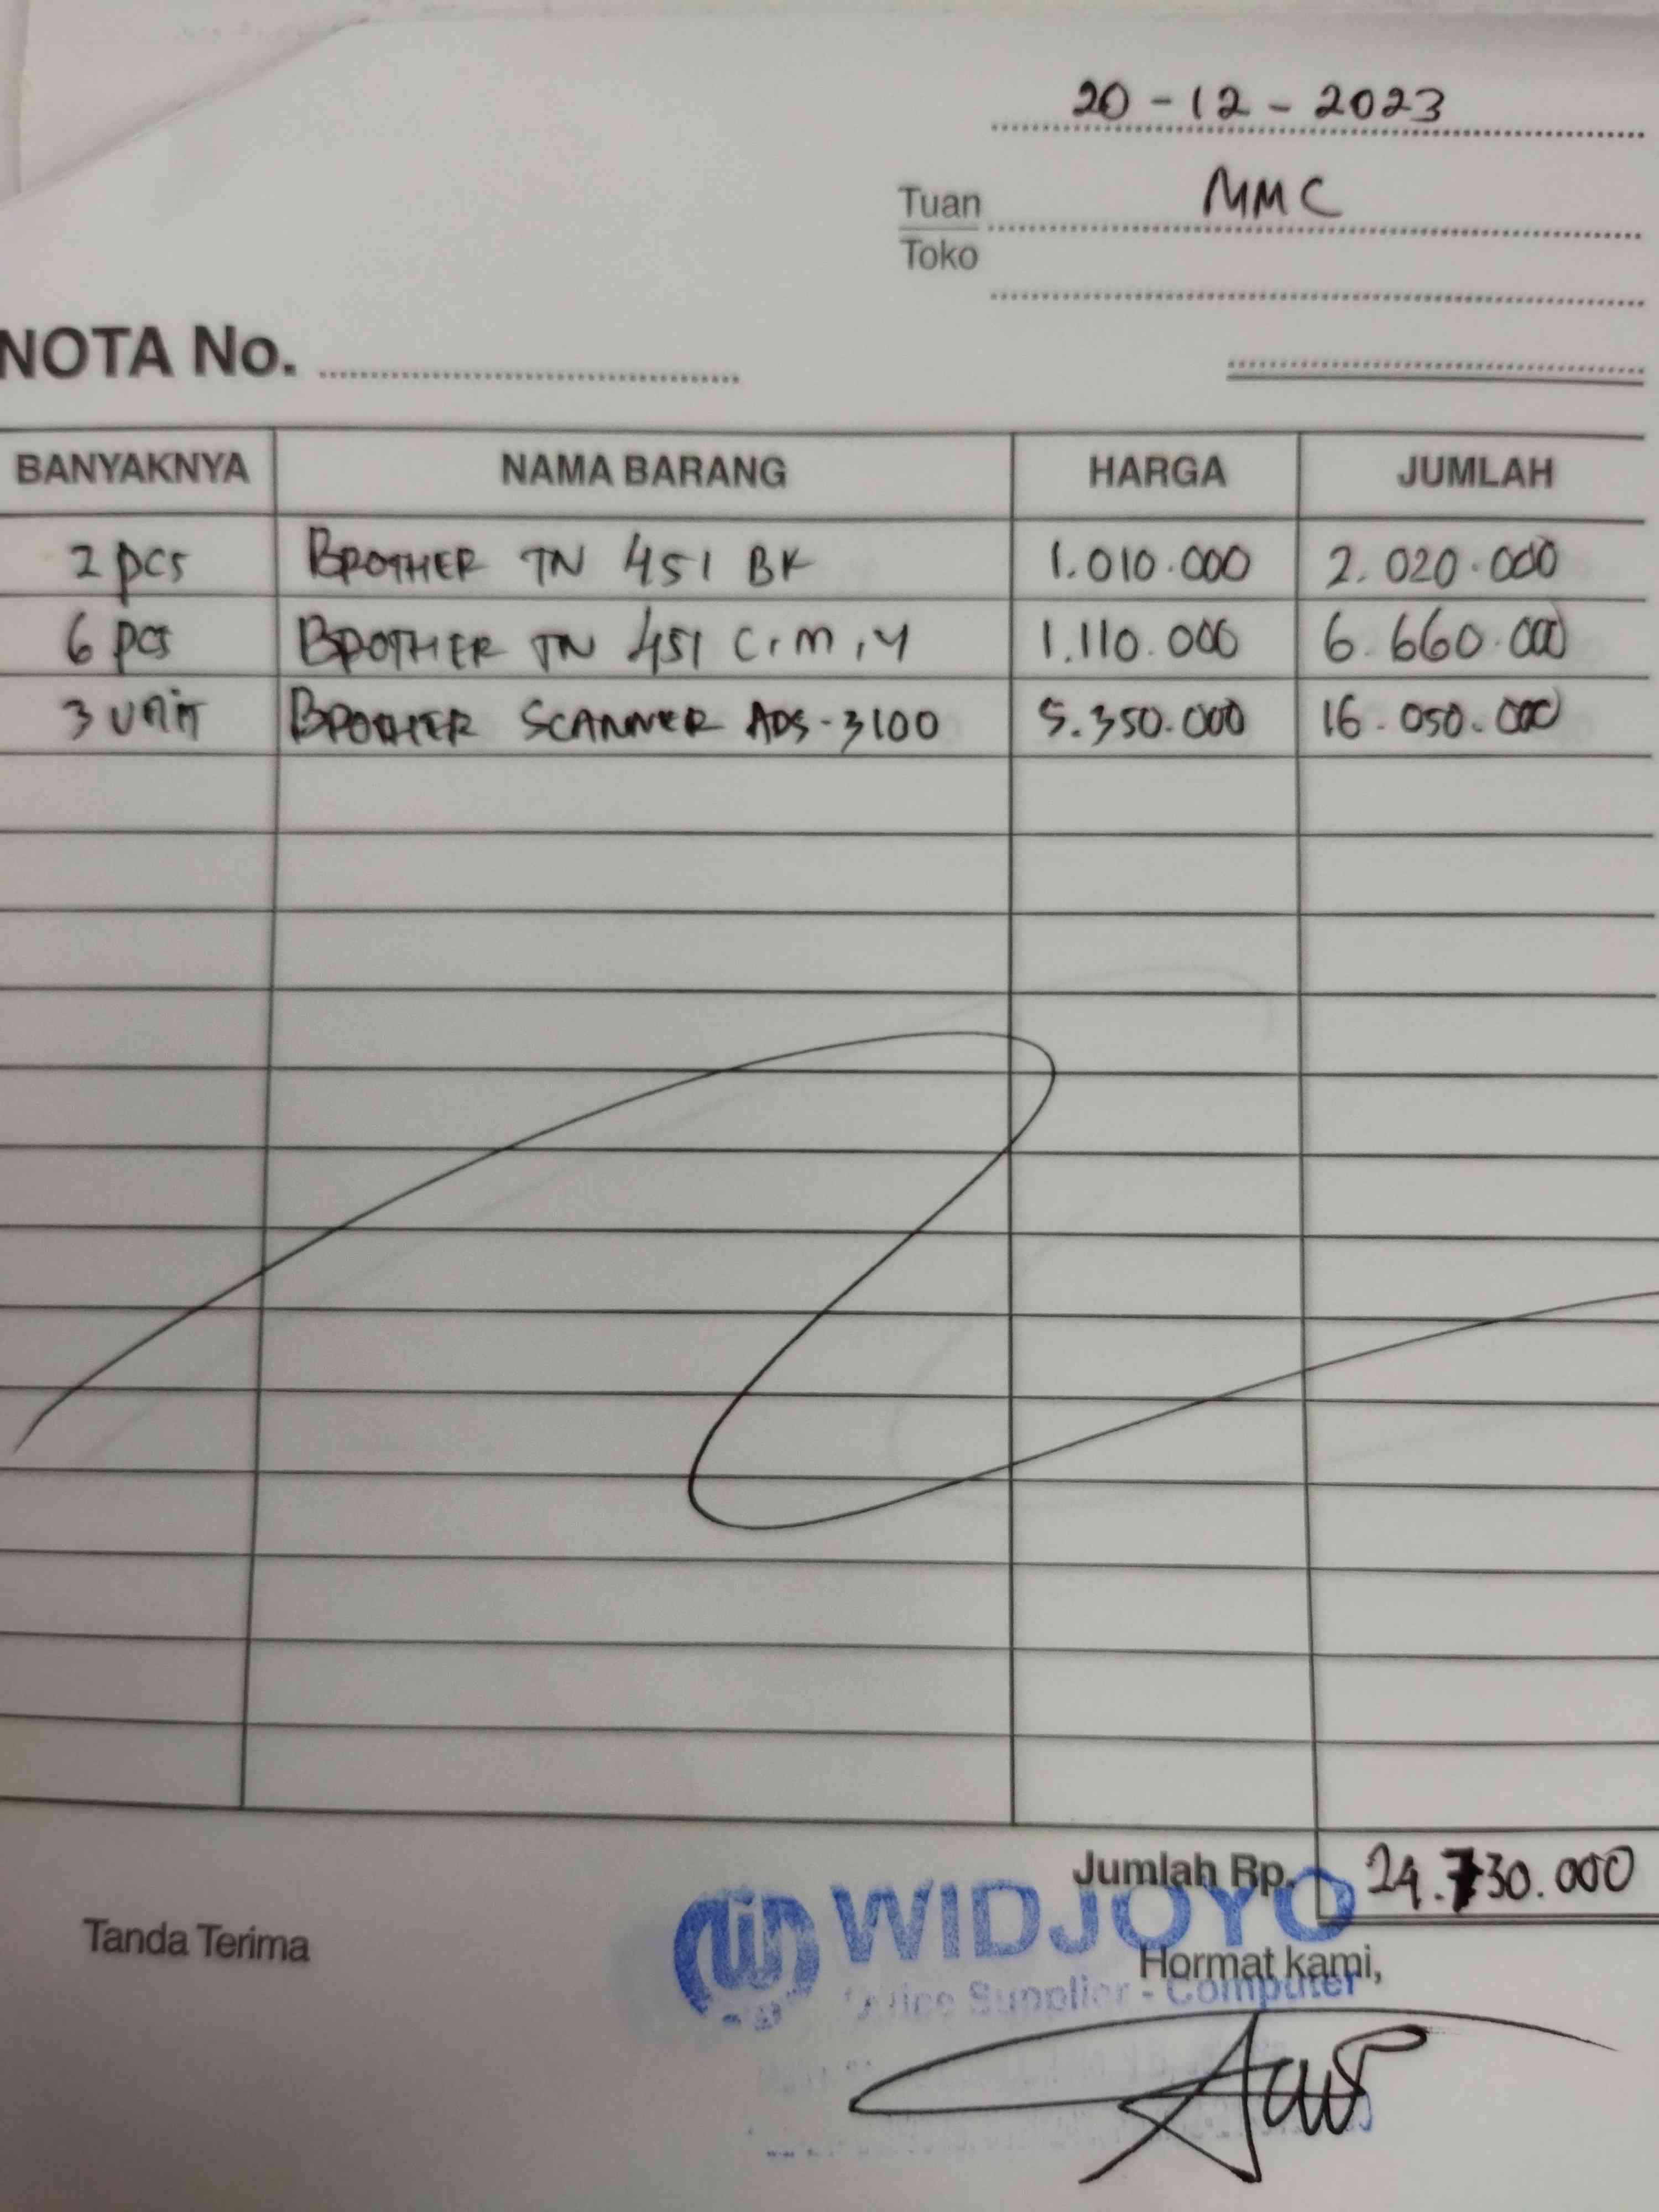 20 - 12 - 2023
Tuan MMC
Toko
NOTA No.
BANYAKNYA NAMA BARANG HARGA JUMLAH
2 pcs BROTHER TN 451 BK 1.010.000 2.020.000
6 pcs BROTHER TN 451 C, M, Y 1.110.000 6.660.000
3 UNIT BROTHER SCANNER ADS-3100 5.350.000 16.050.000
Jumlah Rp. 24.730.000
WIDJOYO
Tanda Terima Hormat kami,
Office Supplier - Computer